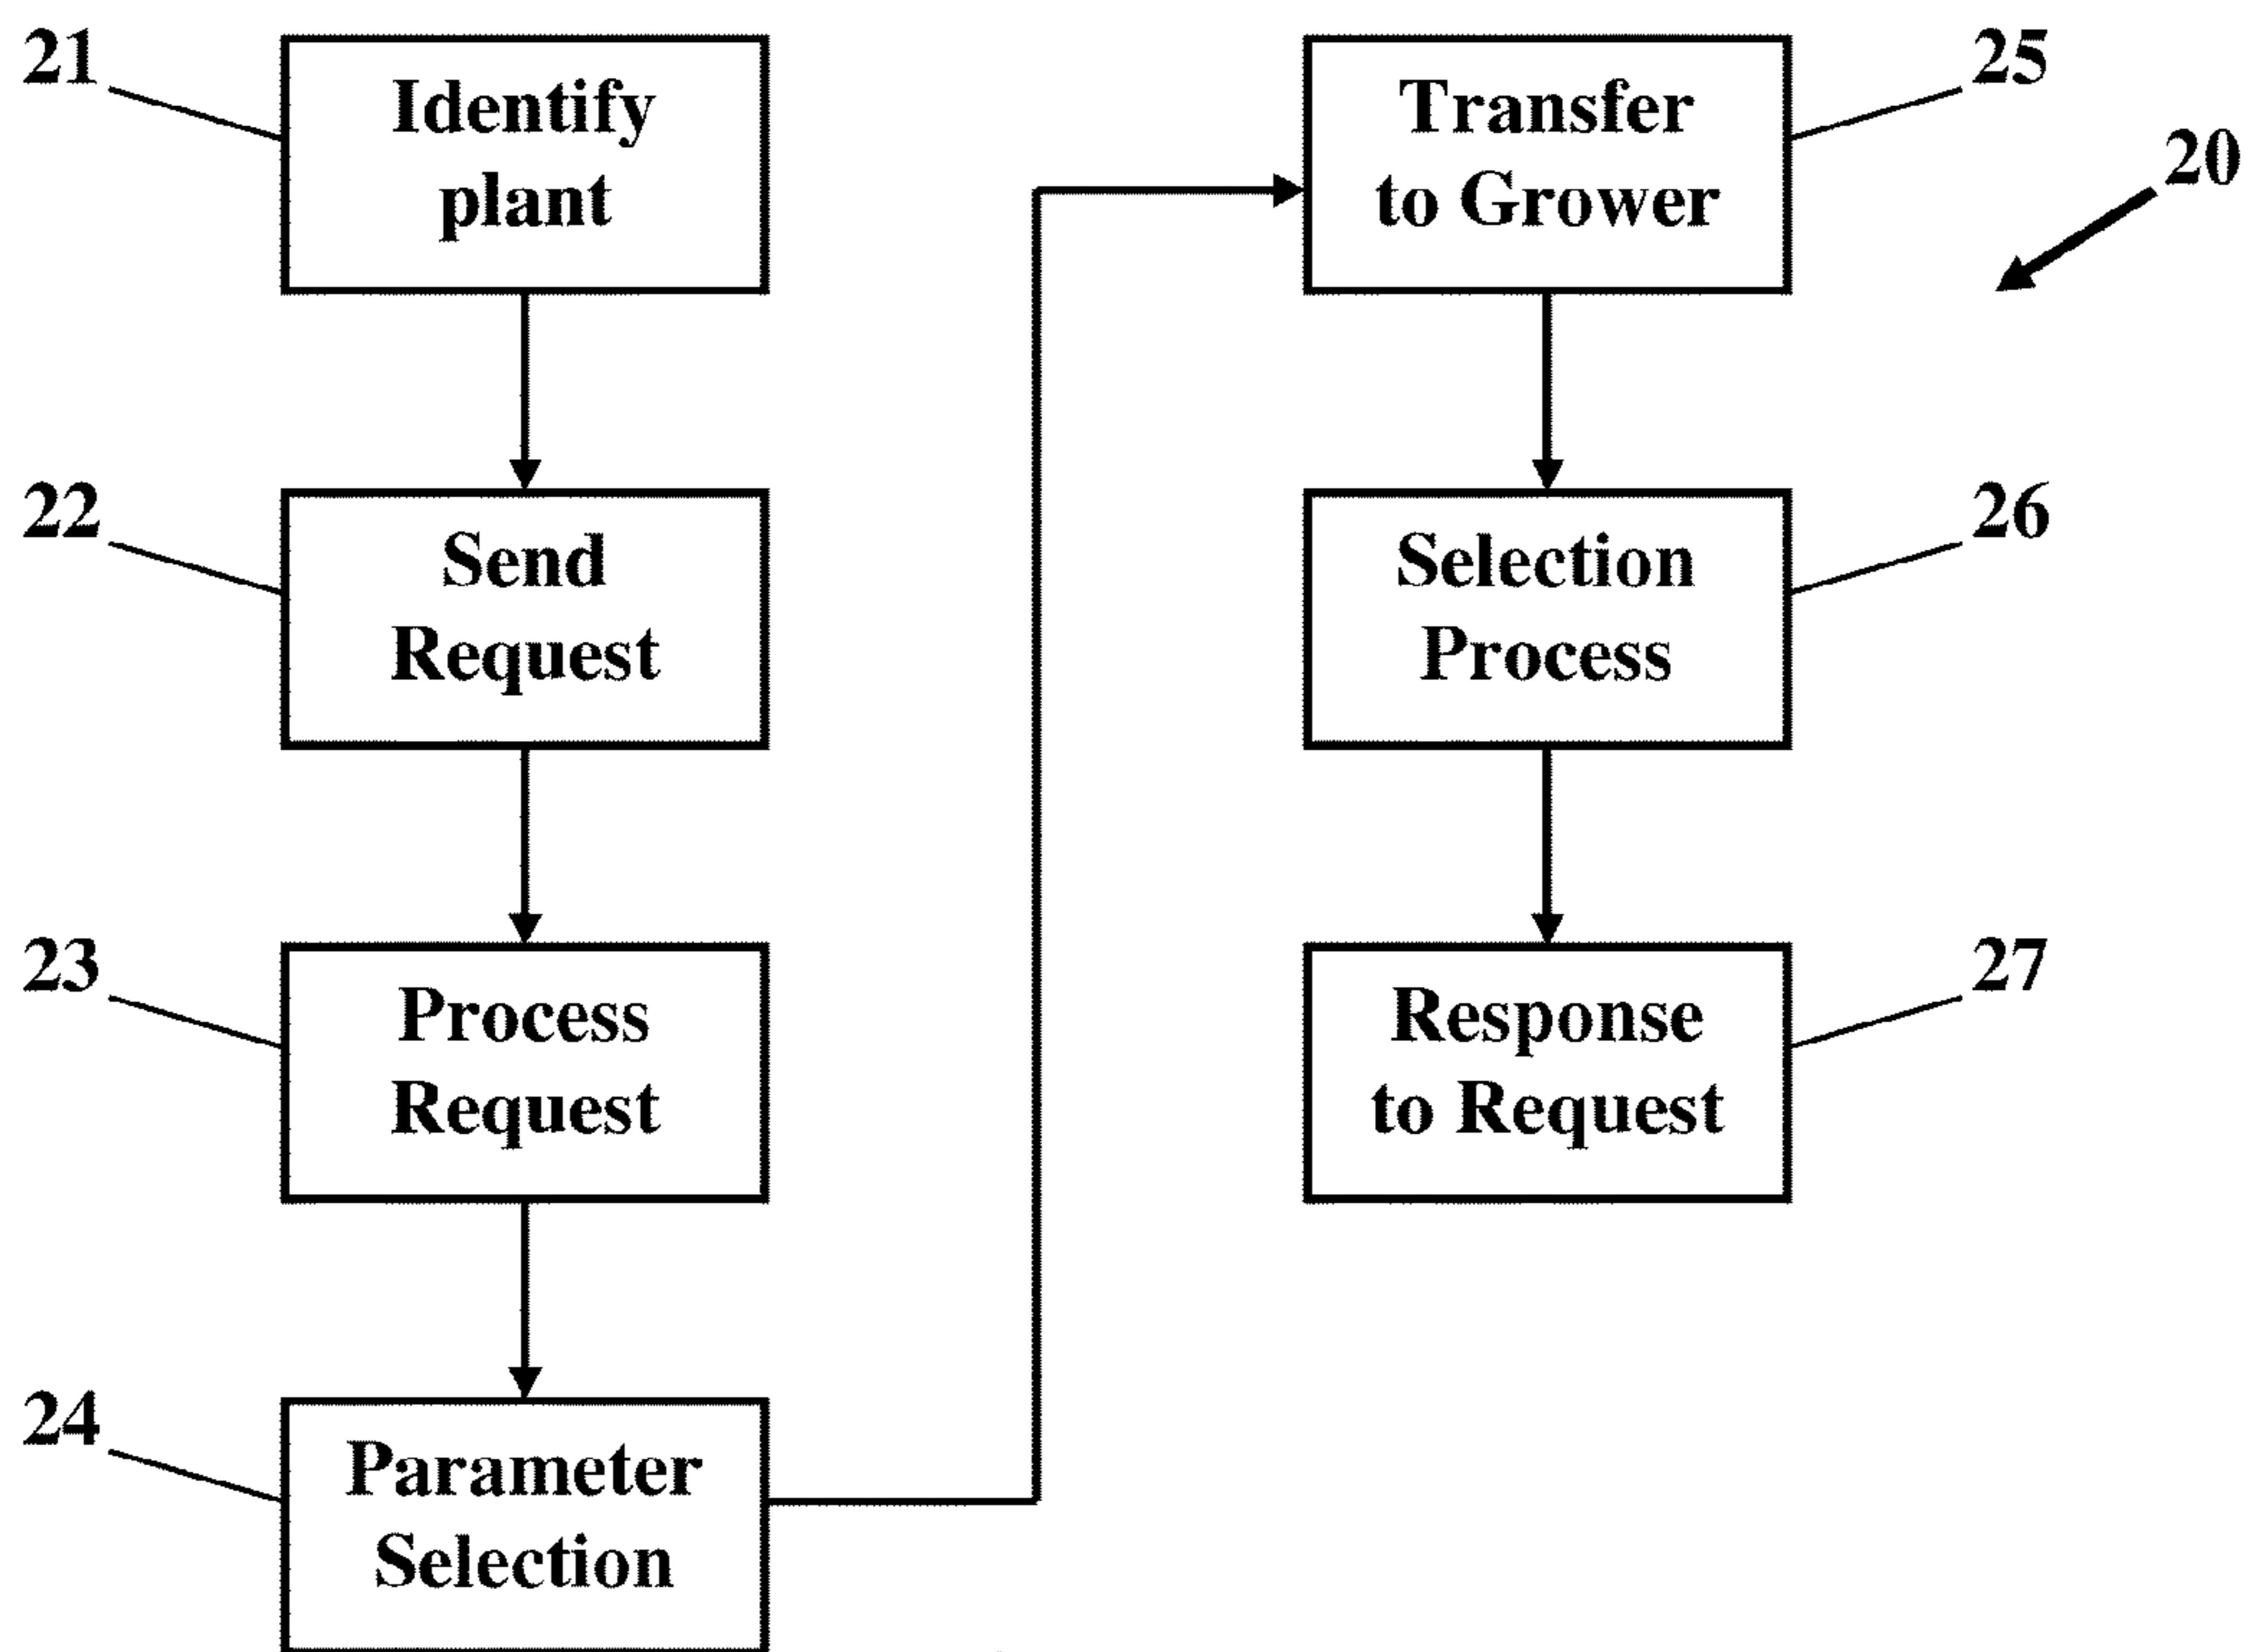 21
Identify
plant
22
Send
Request
23
Process
Request
24
Parameter
Selection
25
Transfer
to Grower
20
26
Selection
Process
27
Response
to Request